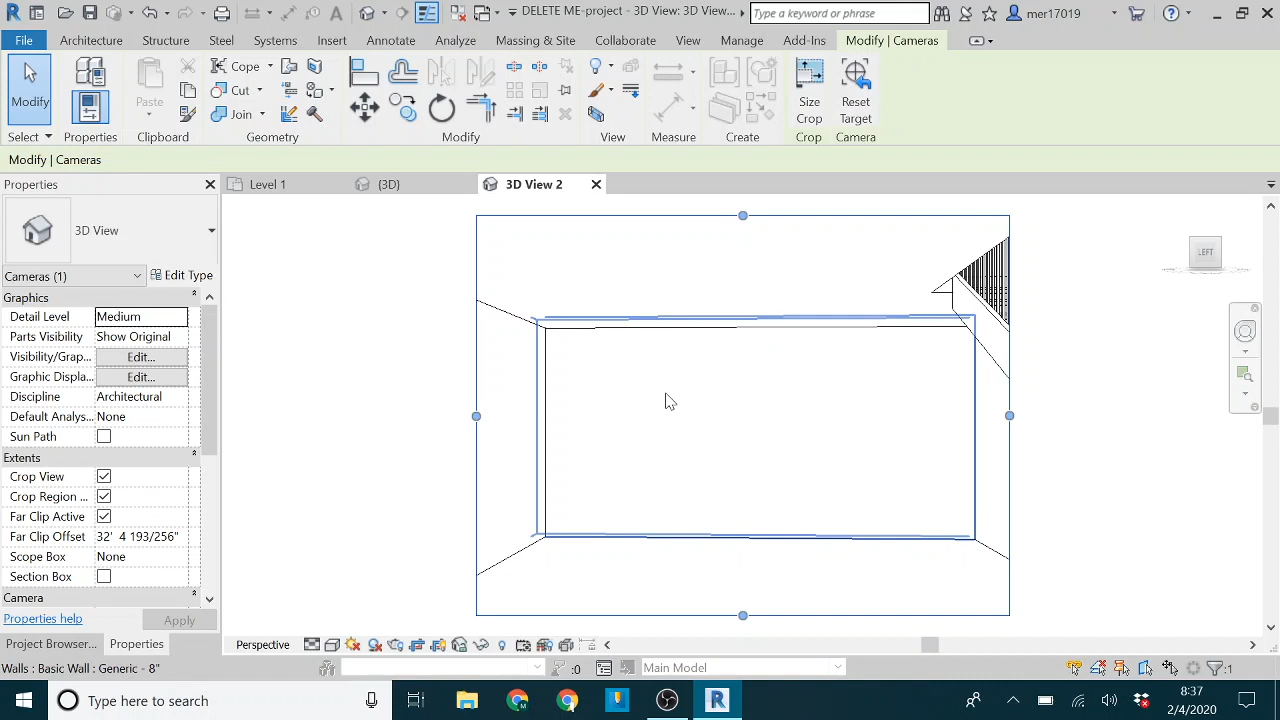 DELETE ME-project - 3D View: 3D View...
Type a keyword or phrase
mer17019
File Architecture Structure Steel Systems Insert Annotate Analyze Massing & Site Collaborate View Manage Add-Ins Modify | Cameras
Modify
Paste
Cope
Cut
Join
Size Crop
Reset Target
Select Properties Clipboard Geometry Modify View Measure Create Crop Camera
Modify | Cameras
Properties
Level 1
{3D}
3D View 2
3D View
Cameras (1)
Edit Type
Graphics
Detail Level Medium
Parts Visibility Show Original
Visibility/Grap... Edit...
Graphic Displa... Edit...
Discipline Architectural
Default Analys... None
Sun Path
Extents
Crop View
Crop Region ...
Far Clip Active
Far Clip Offset 32' 4 193/256"
Scope Box None
Section Box
Camera
Properties help
Apply
LEFT
Project Browser... Properties
Perspective
Walls : Basic Wall : Generic - 8"
:0
Main Model
:1
Type here to search
8:37
2/4/2020